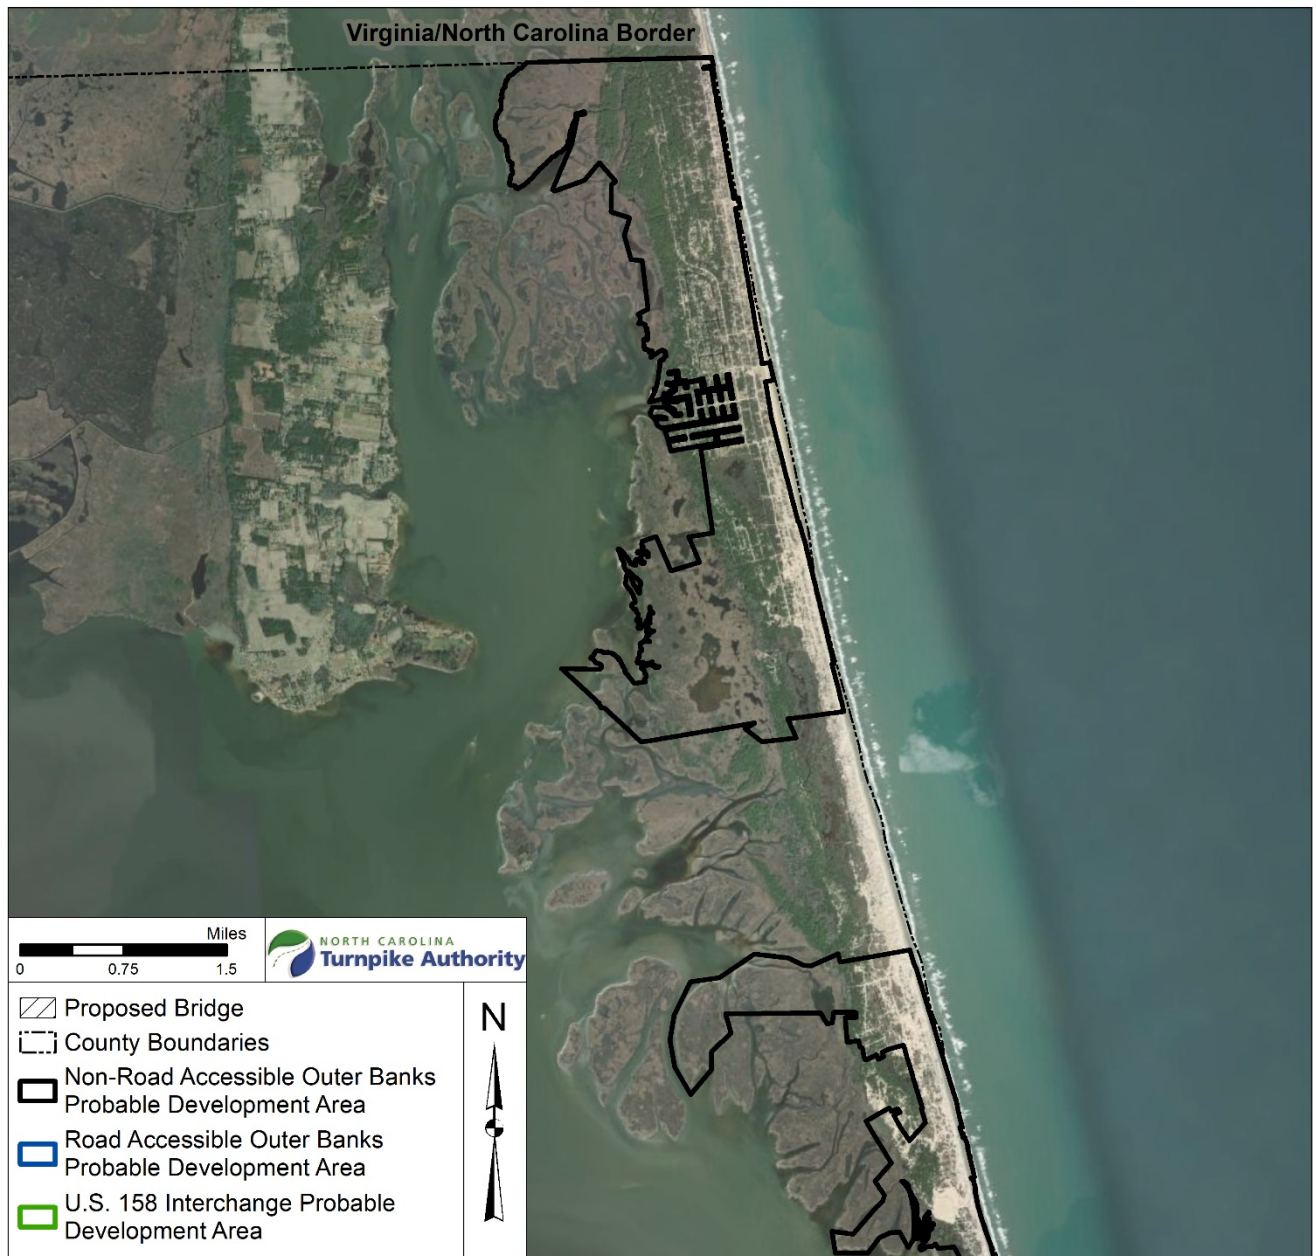 Virginia/North Carolina Border
Miles
0 0.75 1.5
NORTH CAROLINA
Turnpike Authority
Proposed Bridge
County Boundaries
Non-Road Accessible Outer Banks
Probable Development Area
Road Accessible Outer Banks
Probable Development Area
U.S. 158 Interchange Probable
Development Area
N